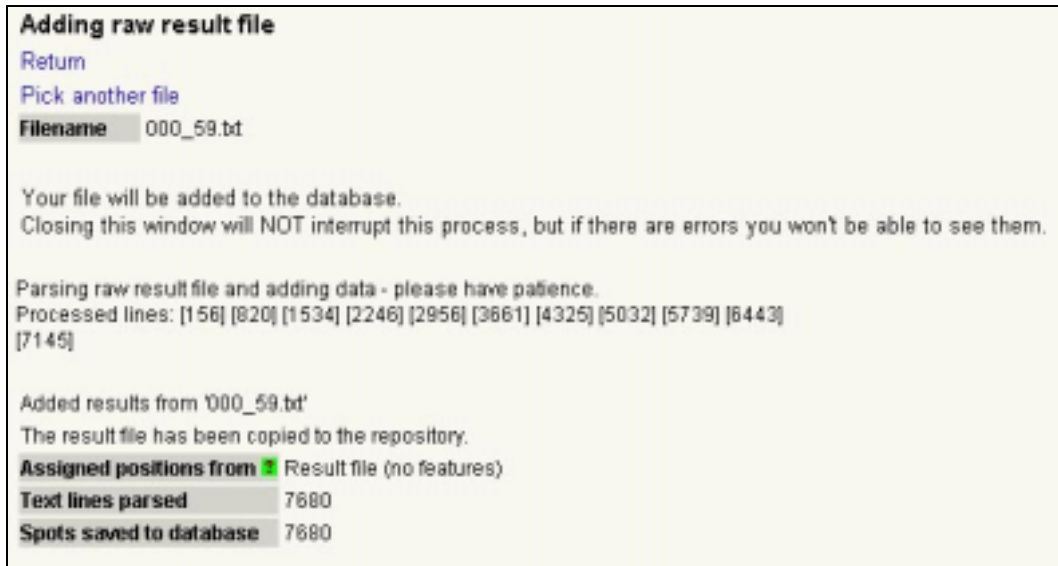 Adding raw result file
Return
Pick another file
Filename 000_59.txt
Your file will be added to the database.
Closing this window will NOT interrupt this process, but if there are errors you won't be able to see them.
Parsing raw result file and adding data - please have patience.
Processed lines: [156] [820] [1534] [2246] [2956] [3661] [4325] [5032] [5739] [6443]
[7145]
Added results from '000_59.txt'
The result file has been copied to the repository.
Assigned positions from ? Result file (no features)
Text lines parsed 7680
Spots saved to database 7680